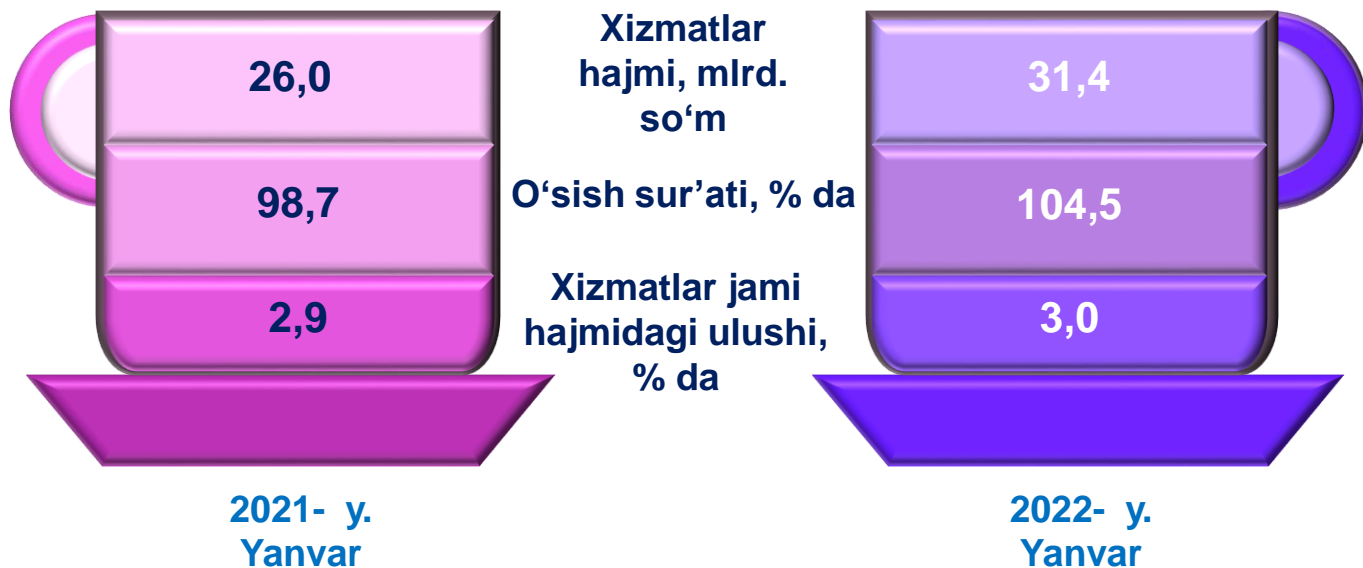 Xizmatlar
hajmi, mlrd.
so‘m
26,0
31,4
O‘sish sur’ati, % da
98,7
104,5
Xizmatlar jami
hajmidagi ulushi,
% da
2,9
3,0
2021- y.
Yanvar
2022- y.
Yanvar